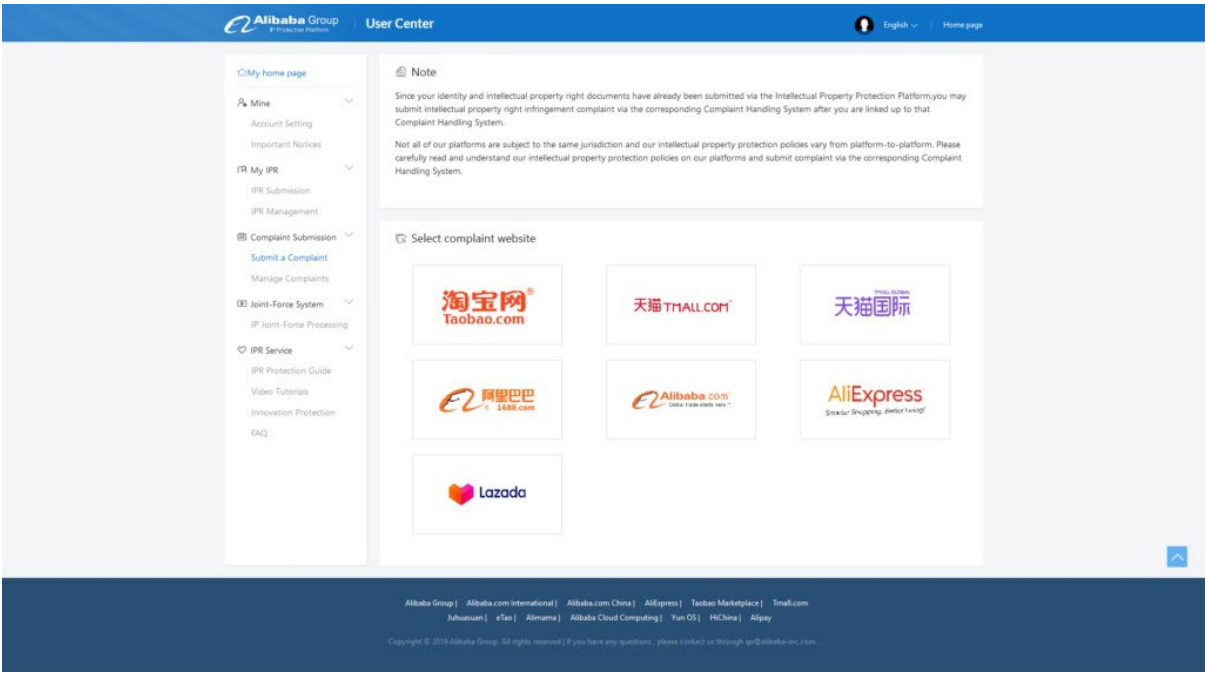 Alibaba Group
IP Protection Platform
User Center
English
Home page
My home page
Mine
Account Setting
Important Notices
My IPR
IPR Submission
IPR Management
Complaint Submission
Submit a Complaint
Manage Complaints
Joint-Force System
IP Joint-Force Processing
IPR Service
IPR Protection Guide
Video Tutorials
Innovation Protection
FAQ
Note
Since your identity and intellectual property right documents have already been submitted via the Intellectual Property Protection Platform,you may
submit intellectual property right infringement complaint via the corresponding Complaint Handling System after you are linked up to that
Complaint Handling System.
Not all of our platforms are subject to the same jurisdiction and our intellectual property protection policies vary from platform-to-platform. Please
carefully read and understand our intellectual property protection policies on our platforms and submit complaint via the corresponding Complaint
Handling System.
Select complaint website
淘宝网®
Taobao.com
天猫 TMALL.COM
TMALL GLOBAL
天猫国际
阿里巴巴
1688.com
Alibaba.com
Global trade starts here.™
AliExpress
Smarter Shopping, Better Living!
Lazada
Alibaba Group | Alibaba.com International | Alibaba.com China | AliExpress | Taobao Marketplace | Tmall.com
Juhuasuan | eTao | Alimama | Alibaba Cloud Computing | Yun OS | HiChina | Alipay
Copyright © 2019 Alibaba Group. All rights reserved | If you have any questions , please contact us through ipr@alibaba-inc.com .